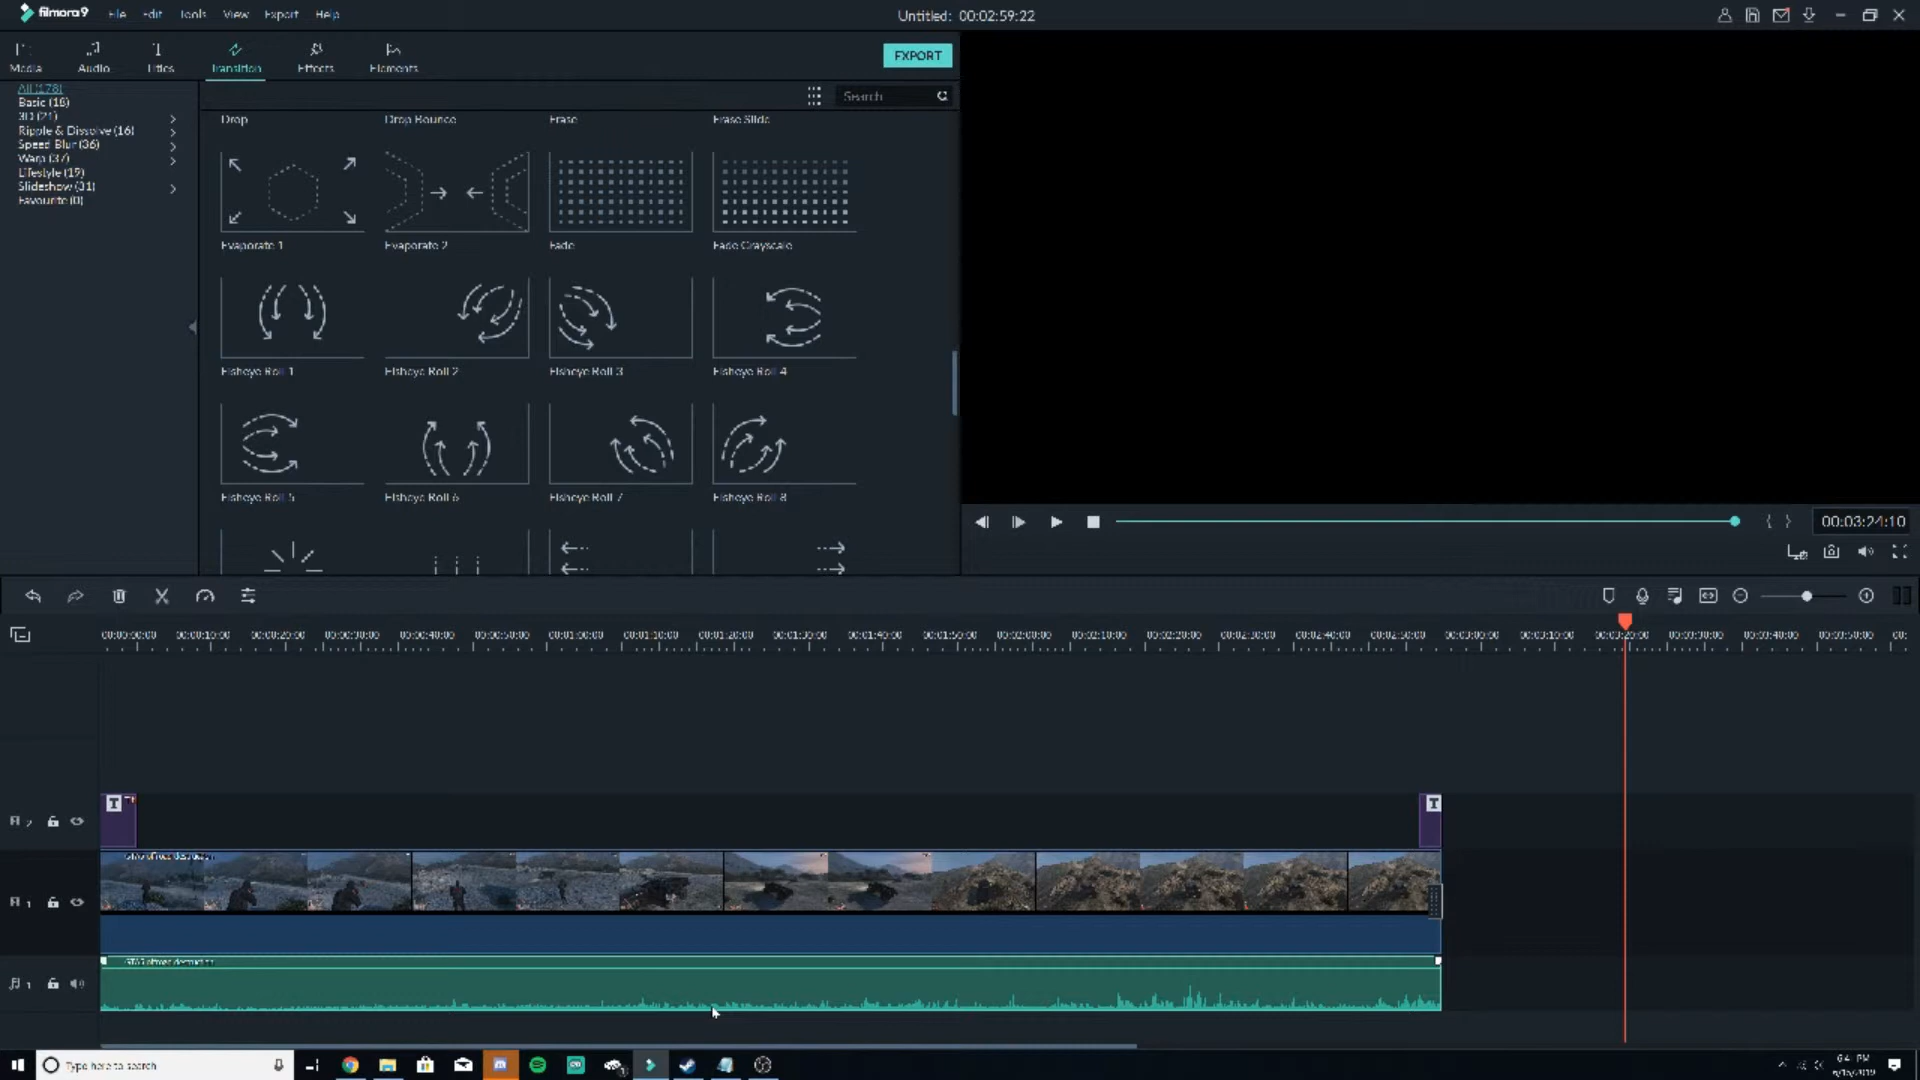 filmora9 File Edit Tools View Export Help
Untitled: 00:02:59:22
Media Audio Titles Transition Effects Elements
EXPORT
All (178)
Basic (18)
3D (21)
Ripple & Dissolve (16)
Speed Blur (36)
Warp (37)
Lifestyle (19)
Slideshow (31)
Favourite (0)
Search
Drop Drop Bounce Erase Erase Slide
Evaporate 1 Evaporate 2 Fade Fade Grayscale
Fisheye Roll 1 Fisheye Roll 2 Fisheye Roll 3 Fisheye Roll 4
Fisheye Roll 5 Fisheye Roll 6 Fisheye Roll 7 Fisheye Roll 8
00:03:24:10
00:00:00:00 00:00:10:00 00:00:20:00 00:00:30:00 00:00:40:00 00:00:50:00 00:01:00:00 00:01:10:00 00:01:20:00 00:01:30:00 00:01:40:00 00:01:50:00 00:02:00:00 00:02:10:00 00:02:20:00 00:02:30:00 00:02:40:00 00:02:50:00 00:03:00:00 00:03:10:00 00:03:20:00 00:03:30:00 00:03:40:00 00:03:50:00 00:
T T
2
1
GTA5 offroad destruction
1
Type here to search
PM